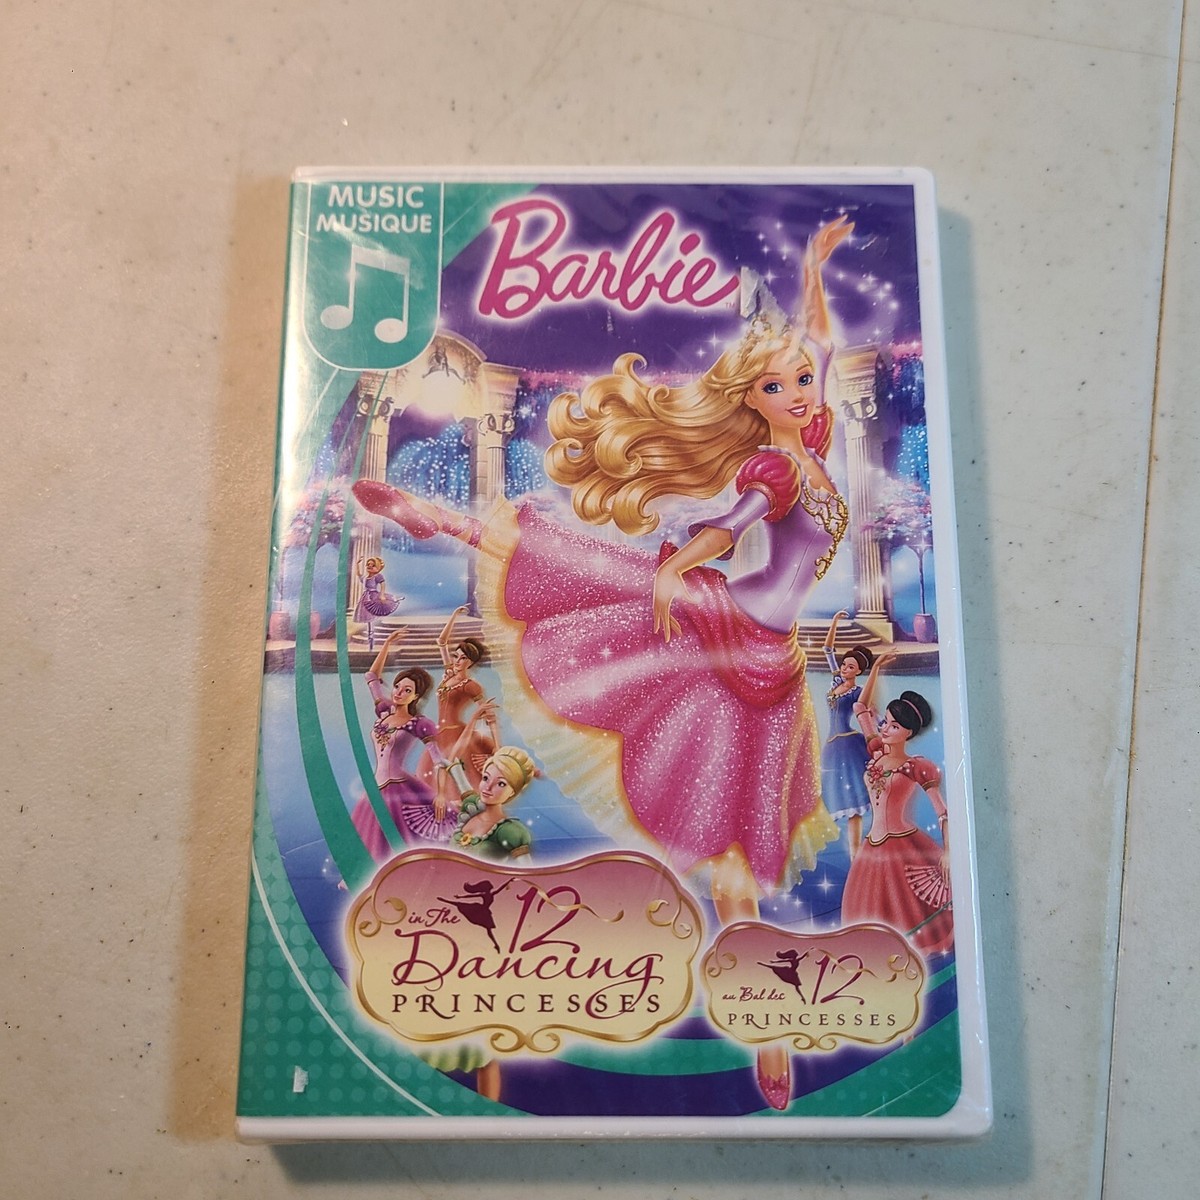 MUSIC
MUSIQUE
Barbie
in The 12
Dancing
PRINCESSES
au Bal des 12
PRINCESSES